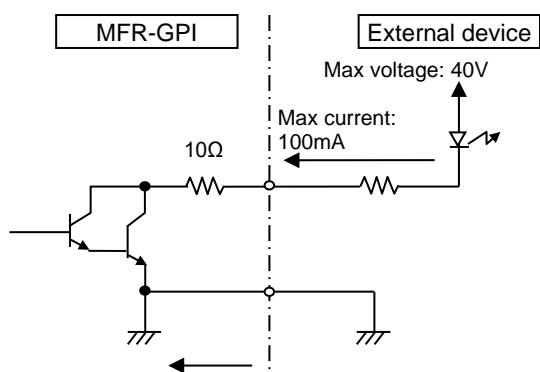 MFR-GPI
External device
Max voltage: 40V
Max current:
100mA
10Ω